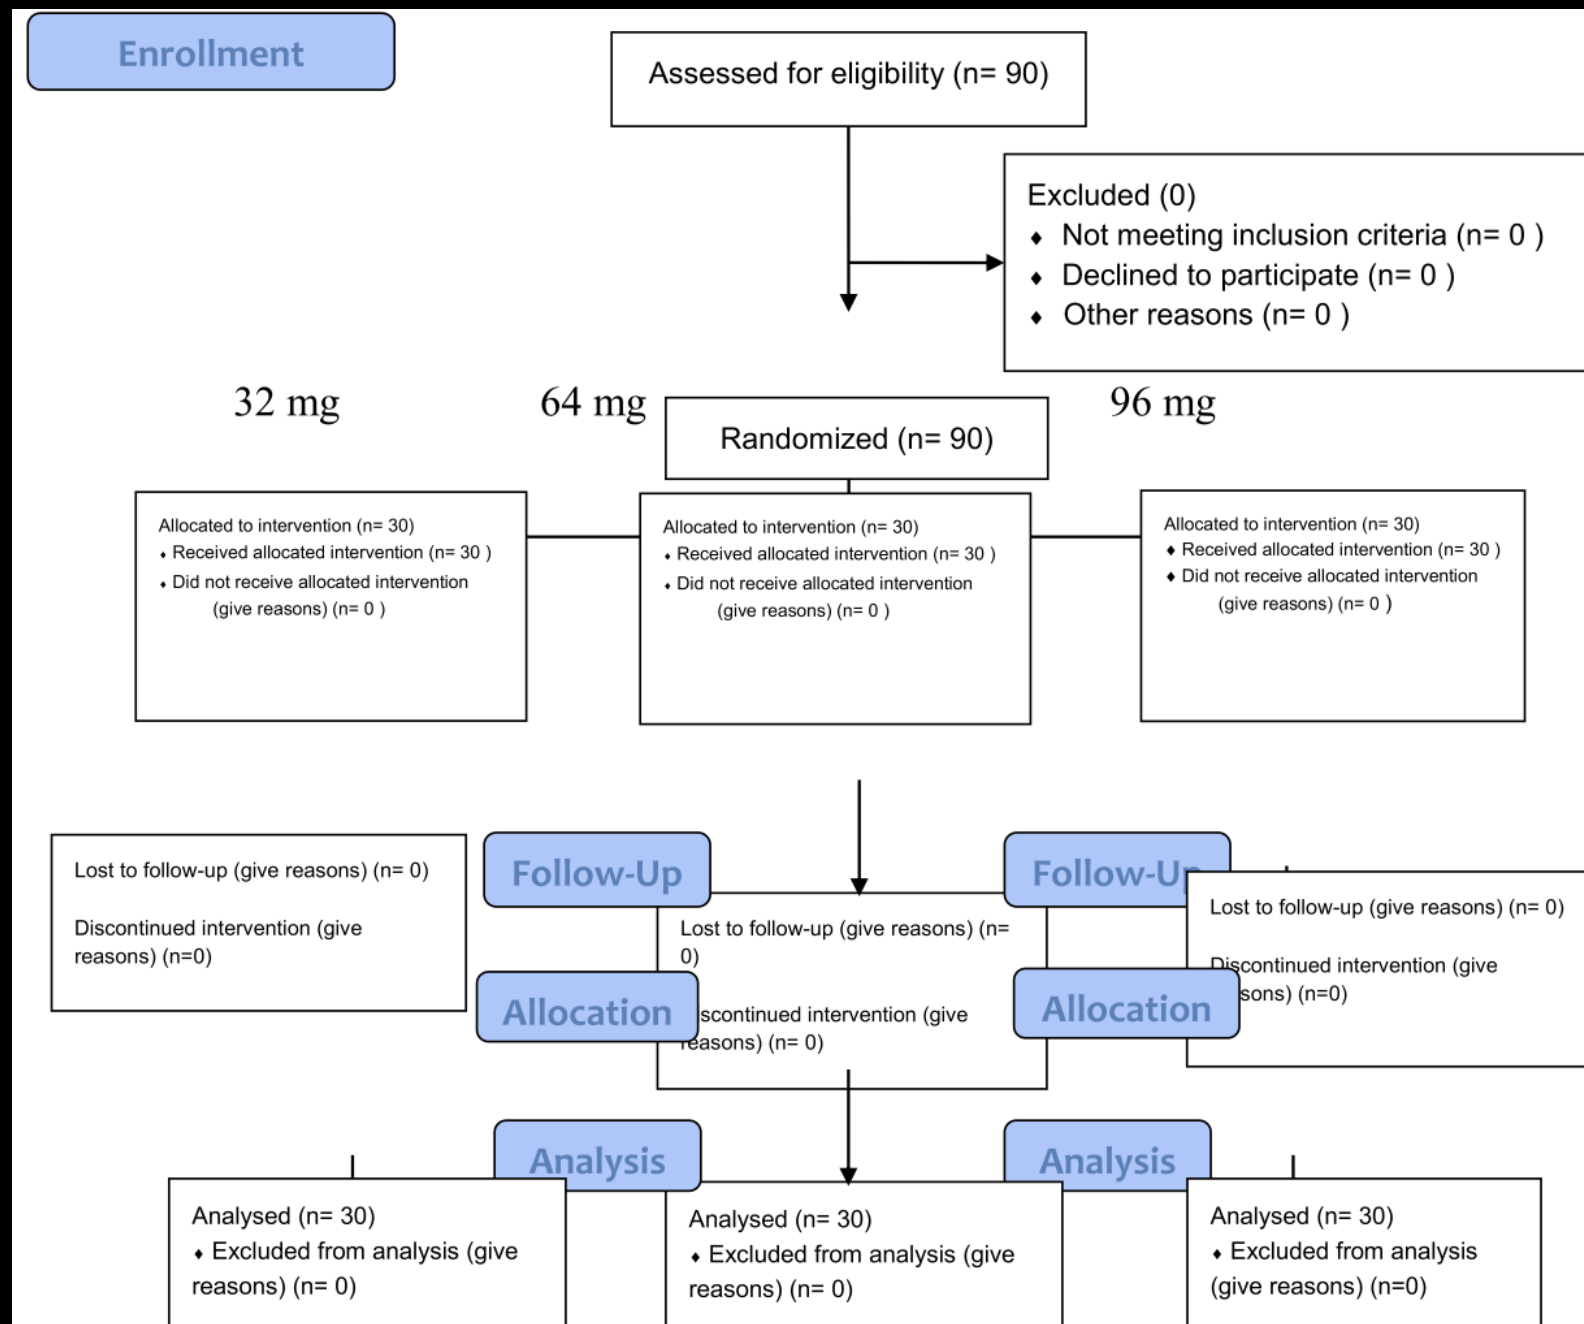 Enrollment
Assessed for eligibility (n= 90)
Excluded (0)
♦ Not meeting inclusion criteria (n= 0 )
♦ Declined to participate (n= 0 )
♦ Other reasons (n= 0 )
32 mg
64 mg
96 mg
Randomized (n= 90)
Allocated to intervention (n= 30)
♦ Received allocated intervention (n= 30 )
♦ Did not receive allocated intervention
(give reasons) (n= 0 )
Allocated to intervention (n= 30)
♦ Received allocated intervention (n= 30 )
♦ Did not receive allocated intervention
(give reasons) (n= 0 )
Allocated to intervention (n= 30)
♦ Received allocated intervention (n= 30 )
♦ Did not receive allocated intervention
(give reasons) (n= 0 )
Lost to follow-up (give reasons) (n= 0)
Discontinued intervention (give
reasons) (n=0)
Follow-Up
Lost to follow-up (give reasons) (n=
0)
scontinued intervention (give
reasons) (n= 0)
Follow-Up
Lost to follow-up (give reasons) (n= 0)
Discontinued intervention (give
sons) (n=0)
Allocation
Allocation
Analysis
Analysis
Analysed (n= 30)
♦ Excluded from analysis (give
reasons) (n= 0)
Analysed (n= 30)
♦ Excluded from analysis (give
reasons) (n= 0)
Analysed (n= 30)
♦ Excluded from analysis
(give reasons) (n=0)